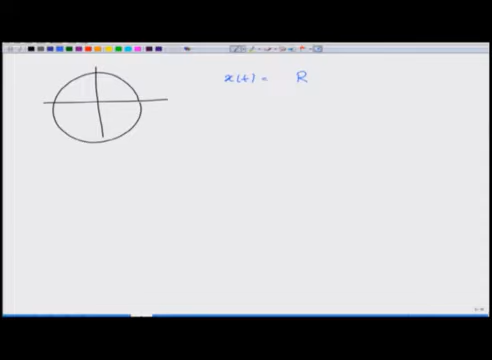 x(t) = R